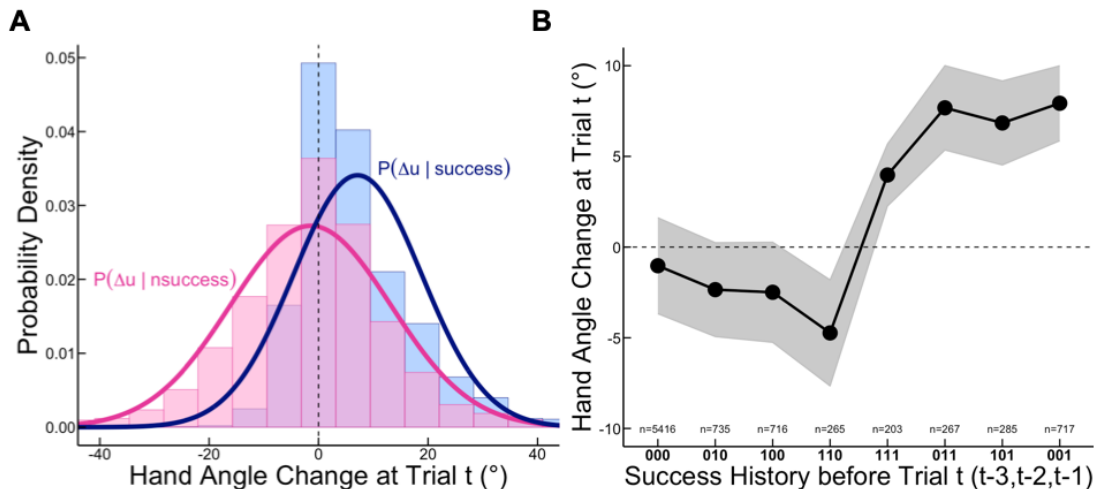 A
Probability Density
0.05
0.04
0.03
0.02
0.01
0.00
P(Δu | success)
P(Δu | nsuccess)
-40 -20 0 20 40
Hand Angle Change at Trial t (°)
B
Hand Angle Change at Trial t (°)
10
5
0
-5
-10
n=5416 n=735 n=716 n=265 n=203 n=267 n=285 n=717
000 010 100 110 111 011 101 001
Success History before Trial t (t-3,t-2,t-1)